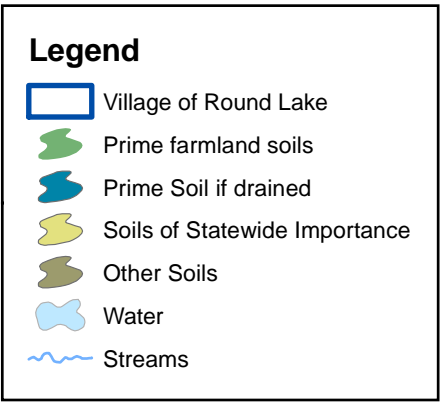 Legend
Village of Round Lake
Prime farmland soils
Prime Soil if drained
Soils of Statewide Importance
Other Soils
Water
Streams